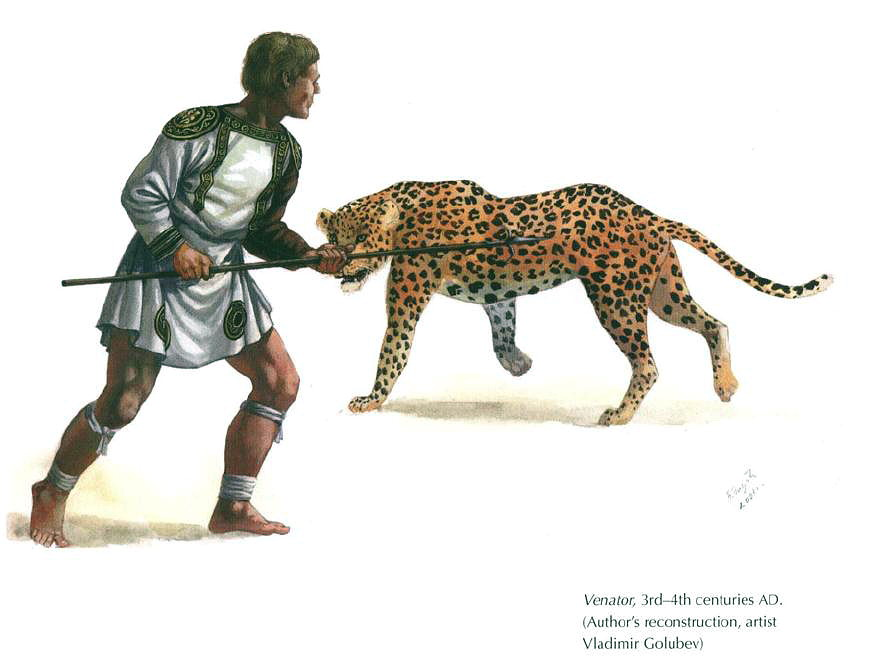 Venator, 3rd–4th centuries AD.
(Author's reconstruction, artist
Vladimir Golubev)